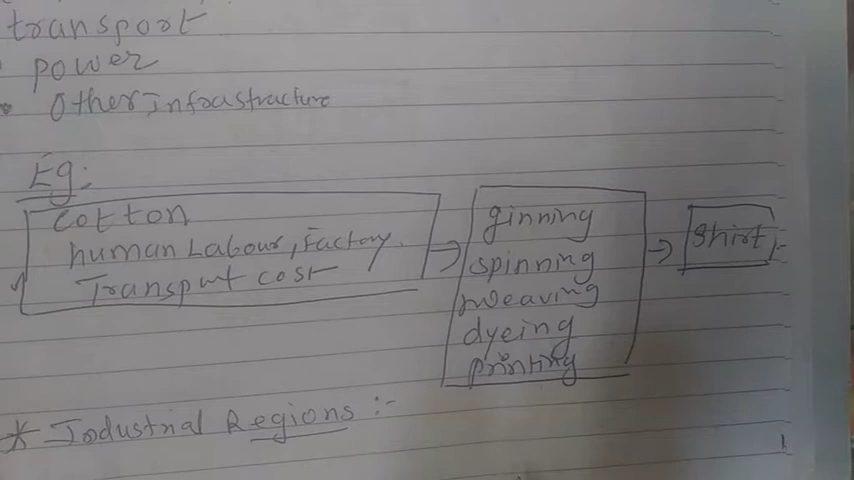 transport
power
Other Infrastructure
Eg:
cotton
human Labour, Factory.
Transport cost
⇒
ginning
spinning
weaving
dyeing
printing
⇒
Shirt
* Industrial Regions :-